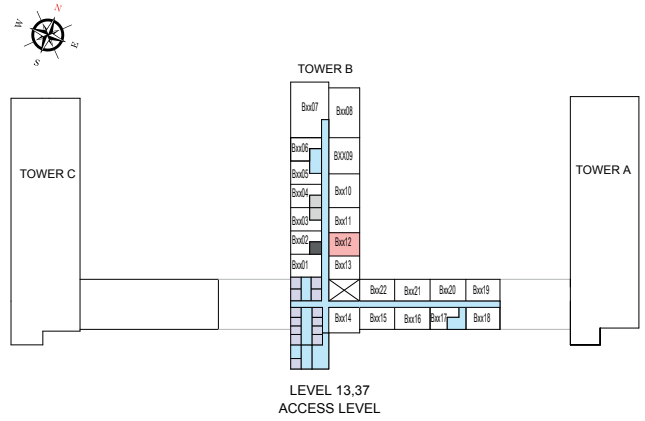 N
W
E
S
TOWER B
Bxx07
Bxx08
Bxx06
BXX09
TOWER C
TOWER A
Bxx05
Bxx04
Bxx10
Bxx03
Bxx11
Bxx02
Bxx12
Bxx01
Bxx13
Bxx22
Bxx21
Bxx20
Bxx19
Bxx14
Bxx15
Bxx16
Bxx17
Bxx18
LEVEL 13,37
ACCESS LEVEL